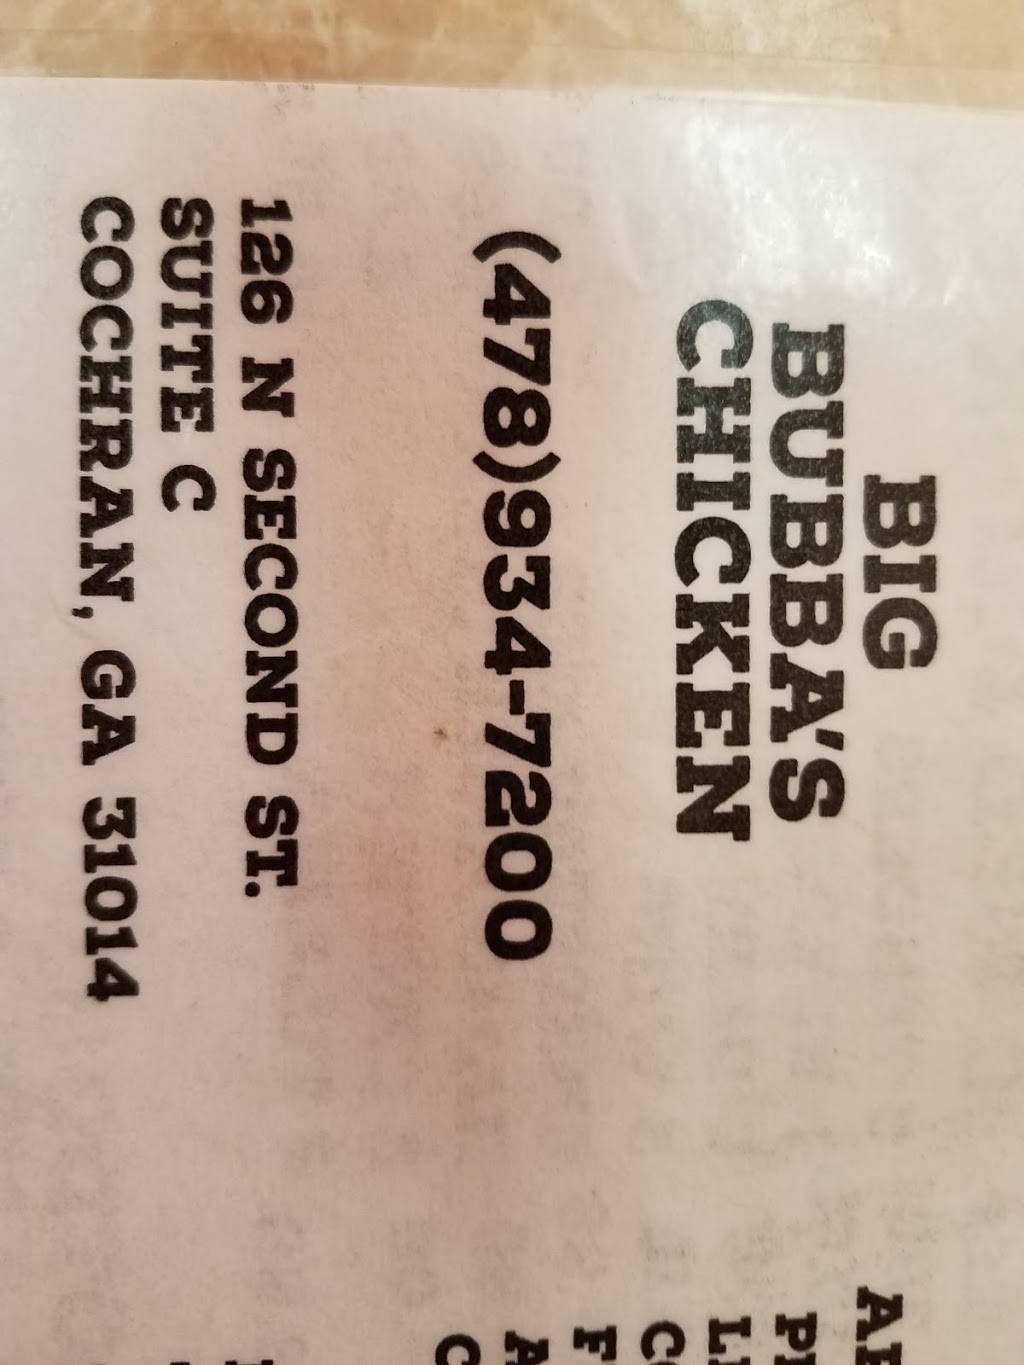 BIG
BUBBA'S
CHICKEN
(478)934-7200
126 N SECOND ST.
SUITE C
COCHRAN, GA 31014